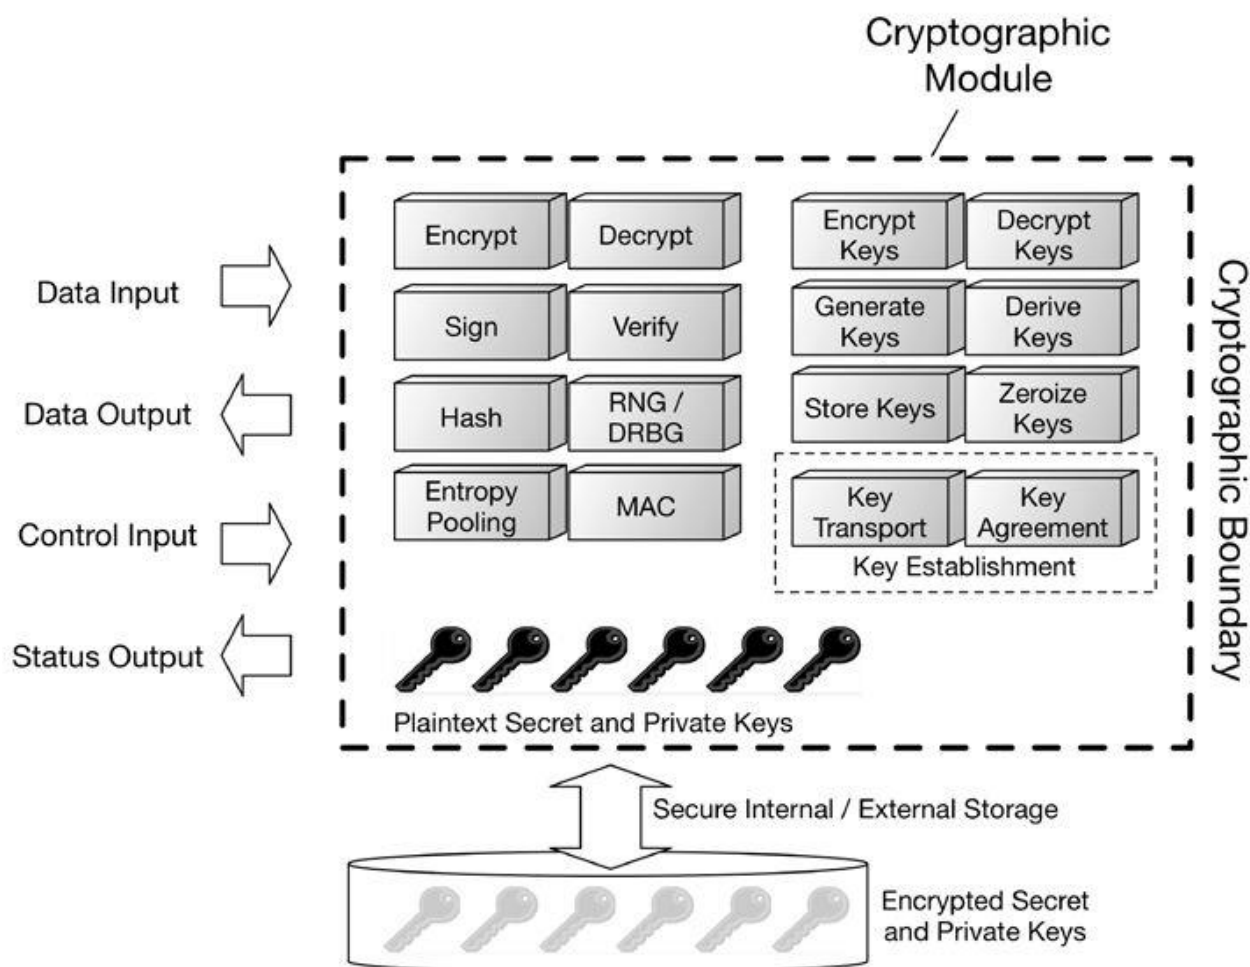 Cryptographic
Module
Encrypt
Decrypt
Encrypt
Keys
Decrypt
Keys
Data Input
Sign
Verify
Generate
Keys
Derive
Keys
Data Output
Hash
RNG /
DRBG
Store Keys
Zeroize
Keys
Control Input
Entropy
Pooling
MAC
Key
Transport
Key
Agreement
Key Establishment
Status Output
Plaintext Secret and Private Keys
Cryptographic Boundary
Secure Internal / External Storage
Encrypted Secret
and Private Keys